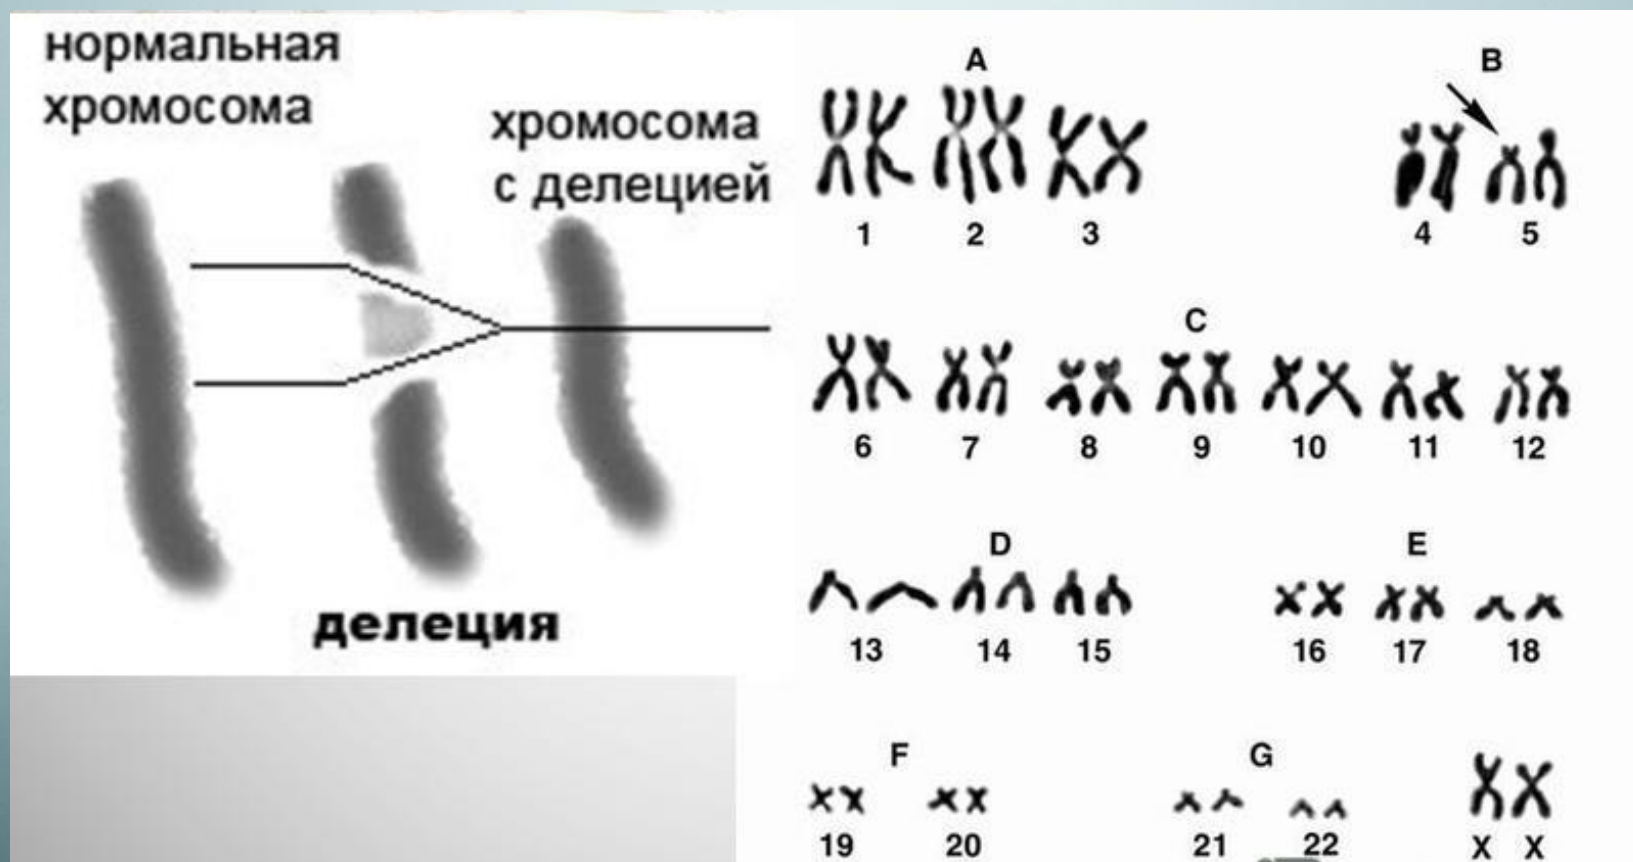 нормальная
хромосома
хромосома
с делецией
делеция
A B
1 2 3 4 5
C
6 7 8 9 10 11 12
D E
13 14 15 16 17 18
F G
19 20 21 22 X X